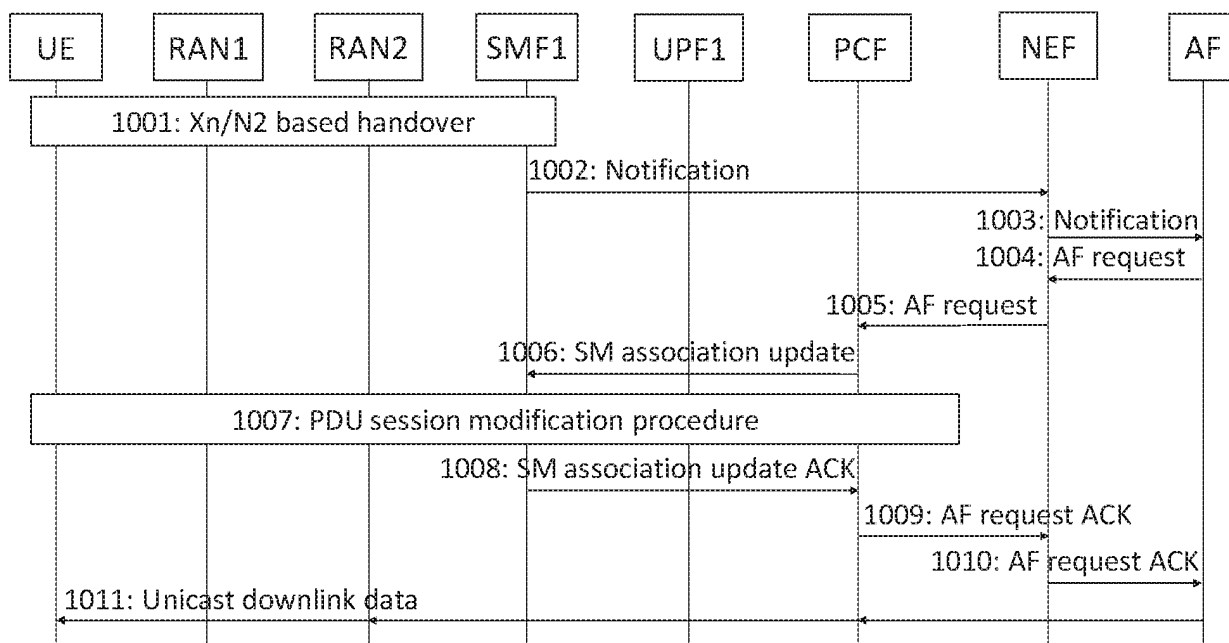 UE RAN1 RAN2 SMF1 UPF1 PCF NEF AF
1001: Xn/N2 based handover
1002: Notification
1003: Notification
1004: AF request
1005: AF request
1006: SM association update
1007: PDU session modification procedure
1008: SM association update ACK
1009: AF request ACK
1010: AF request ACK
1011: Unicast downlink data